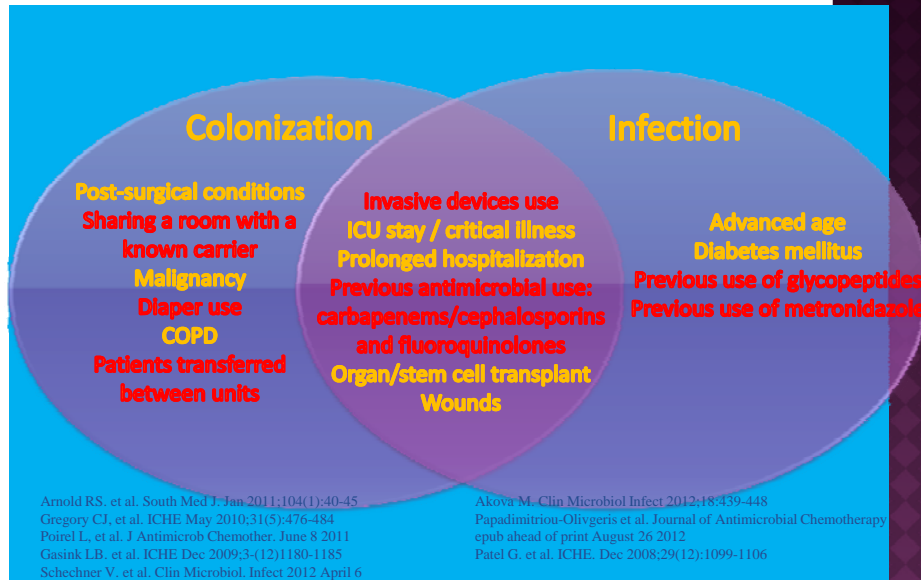 Colonization
Post-surgical conditions
Sharing a room with a
known carrier
Malignancy
Diaper use
COPD
Patients transferred
between units
Invasive devices use
ICU stay / critical illness
Prolonged hospitalization
Previous antimicrobial use:
carbapenems/cephalosporins
and fluoroquinolones
Organ/stem cell transplant
Wounds
Infection
Advanced age
Diabetes mellitus
Previous use of glycopeptides
Previous use of metronidazole
Arnold RS. et al. South Med J. Jan 2011;104(1):40-45
Gregory CJ, et al. ICHE May 2010;31(5):476-484
Poirel L, et al. J Antimicrob Chemother. June 8 2011
Gasink LB. et al. ICHE Dec 2009;3-(12)1180-1185
Schechner V. et al. Clin Microbiol. Infect 2012 April 6
Akova M. Clin Microbiol Infect 2012;18:439-448
Papadimitriou-Olivgeris et al. Journal of Antimicrobial Chemotherapy
epub ahead of print August 26 2012
Patel G. et al. ICHE. Dec 2008;29(12):1099-1106